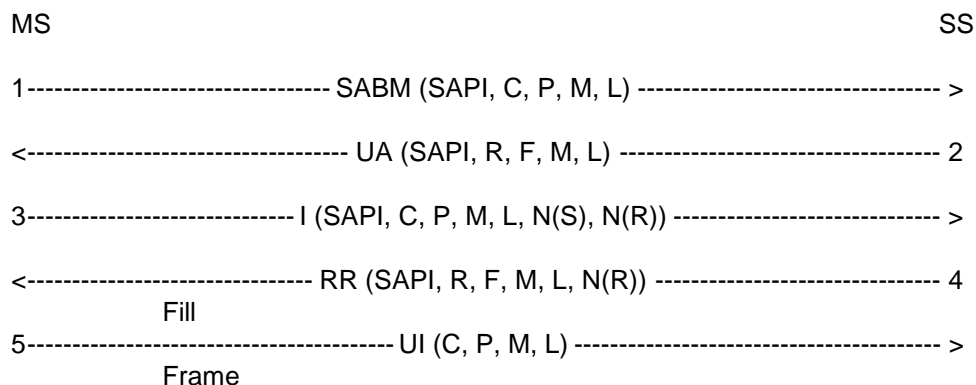 MS SS
1---------------------------------- SABM (SAPI, C, P, M, L) ---------------------------------- >
<------------------------------------ UA (SAPI, R, F, M, L) ------------------------------------ 2
3------------------------------ I (SAPI, C, P, M, L, N(S), N(R)) ------------------------------ >
<-------------------------------- RR (SAPI, R, F, M, L, N(R)) -------------------------------- 4
Fill
5----------------------------------------- UI (C, P, M, L) ----------------------------------------- >
Frame